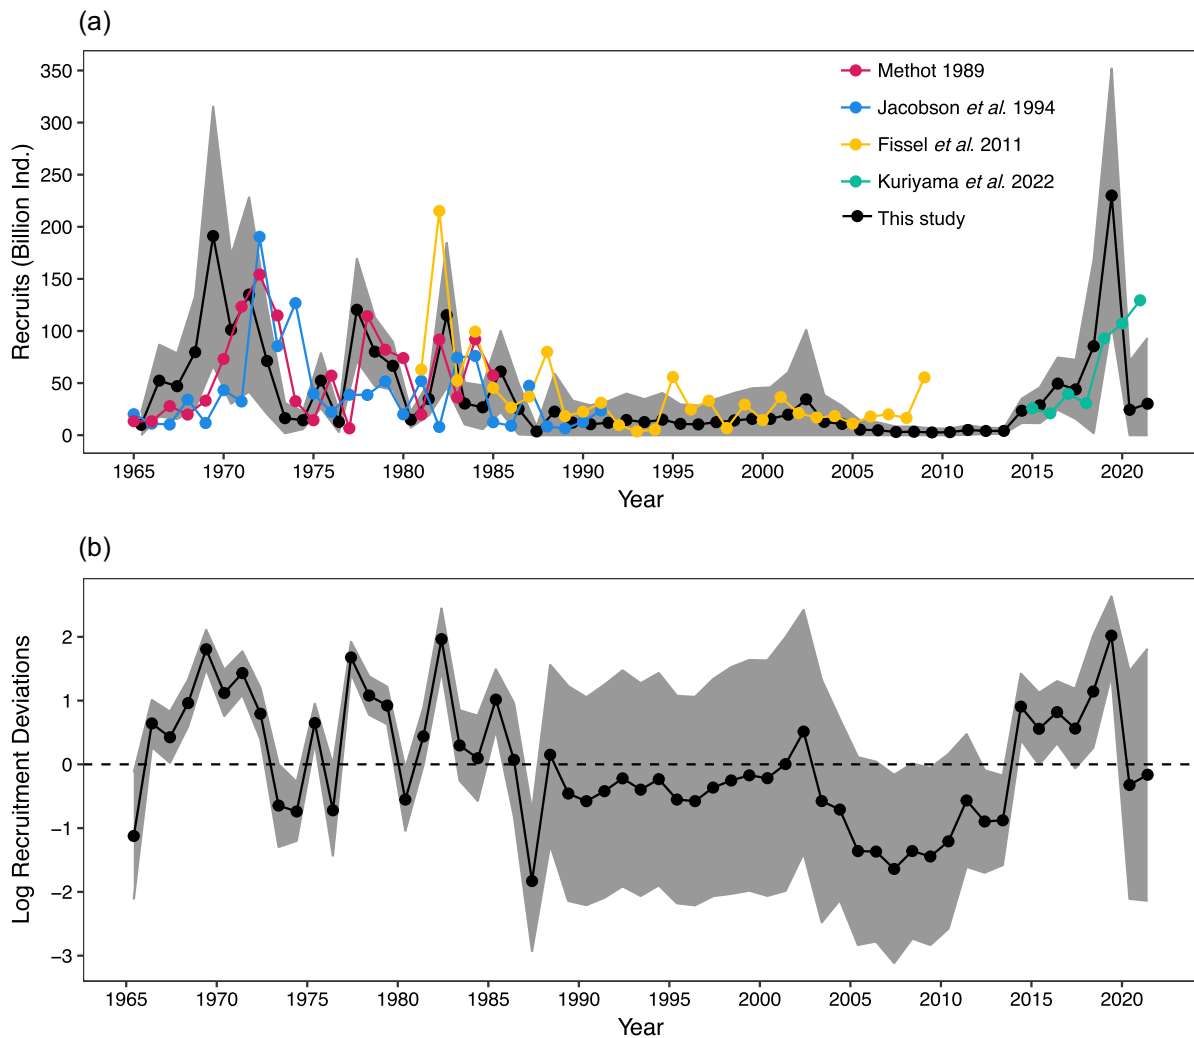 (a)
Recruits (Billion Ind.)
350
300
250
200
150
100
50
0
Methot 1989
Jacobson et al. 1994
Fissel et al. 2011
Kuriyama et al. 2022
This study
1965 1970 1975 1980 1985 1990 1995 2000 2005 2010 2015 2020
Year
(b)
Log Recruitment Deviations
2
1
0
−1
−2
−3
1965 1970 1975 1980 1985 1990 1995 2000 2005 2010 2015 2020
Year